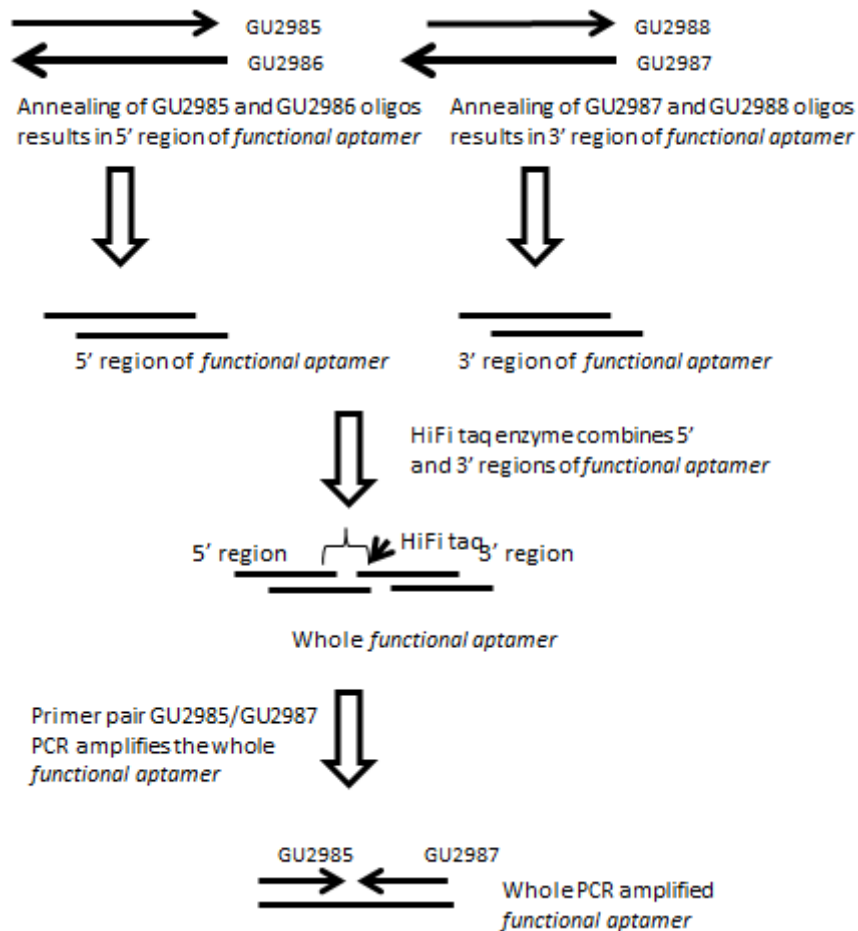 GU2985
GU2986
GU2988
GU2987
Annealing of GU2985 and GU2986 oligos
results in 5' region of functional aptamer
Annealing of GU2987 and GU2988 oligos
results in 3' region of functional aptamer
5' region of functional aptamer
3' region of functional aptamer
HiFi taq enzyme combines 5'
and 3' regions of functional aptamer
5' region
HiFi taq
3' region
Whole functional aptamer
Primer pair GU2985/GU2987
PCR amplifies the whole
functional aptamer
GU2985
GU2987
Whole PCR amplified
functional aptamer